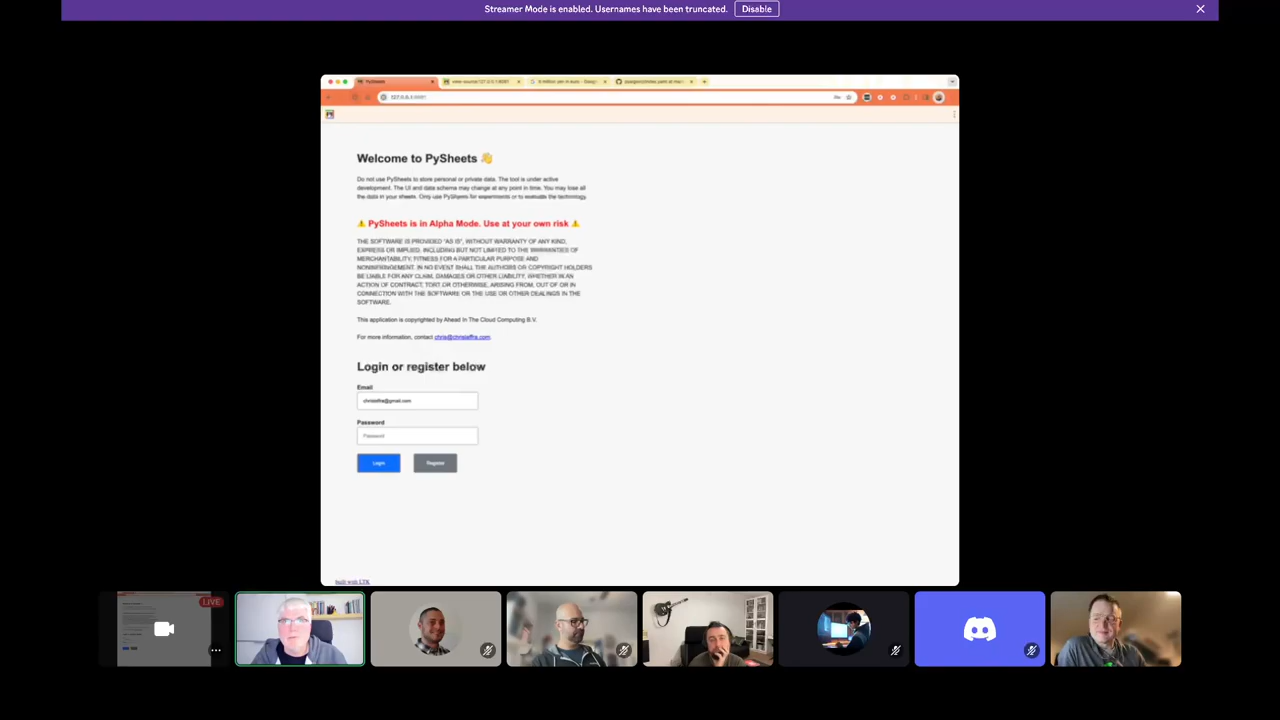 Streamer Mode is enabled. Usernames have been truncated. Disable
PySheets
Welcome to PySheets 👋
Do not use PySheets to store personal or private data. The tool is under active
development. The UI and data schema may change at any point in time. You may lose all
the data in your sheets. Only use PySheets for experiments or to evaluate the technology.
⚠️ PySheets is in Alpha Mode. Use at your own risk ⚠️
THE SOFTWARE IS PROVIDED "AS IS", WITHOUT WARRANTY OF ANY KIND,
EXPRESS OR IMPLIED, INCLUDING BUT NOT LIMITED TO THE WARRANTIES OF
MERCHANTABILITY, FITNESS FOR A PARTICULAR PURPOSE AND
NONINFRINGEMENT. IN NO EVENT SHALL THE AUTHORS OR COPYRIGHT HOLDERS
BE LIABLE FOR ANY CLAIM, DAMAGES OR OTHER LIABILITY, WHETHER IN AN
ACTION OF CONTRACT, TORT OR OTHERWISE, ARISING FROM, OUT OF OR IN
CONNECTION WITH THE SOFTWARE OR THE USE OR OTHER DEALINGS IN THE
SOFTWARE.
This application is copyrighted by Ahead In The Cloud Computing B.V.
For more information, contact chris@chrislaffra.com.
Login or register below
Email
Password
Password
Login Register
built with LTK
LIVE